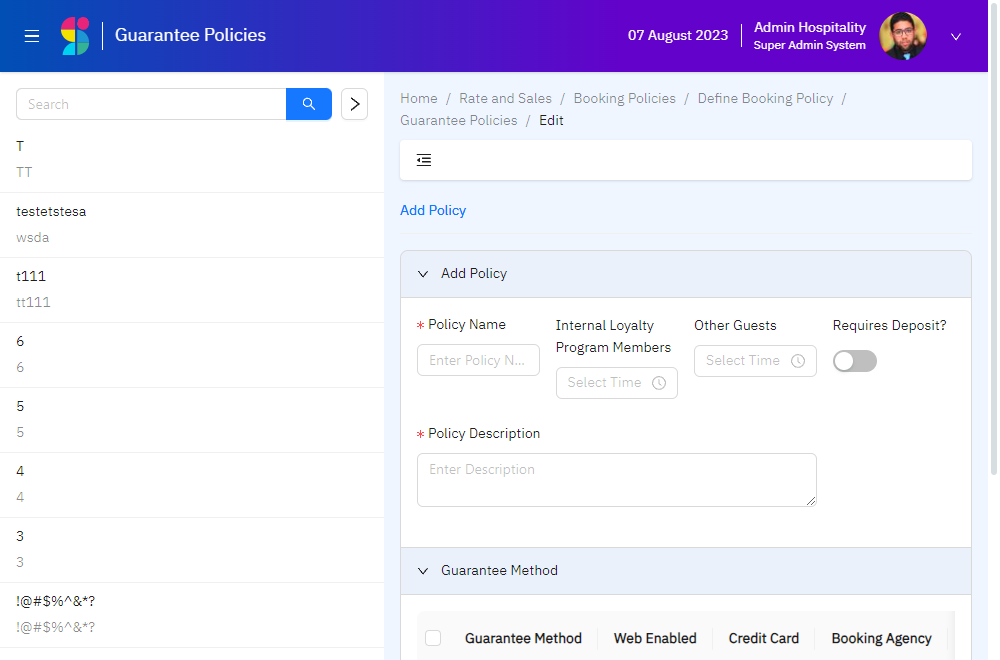 Guarantee Policies
07 August 2023
Admin Hospitality
Super Admin System
Search
T
TT
testetstesa
wsda
t111
tt111
6
6
5
5
4
4
3
3
!@#$%^&*?
!@#$%^&*?
Home / Rate and Sales / Booking Policies / Define Booking Policy /
Guarantee Policies / Edit
Add Policy
Add Policy
* Policy Name
Enter Policy N...
Internal Loyalty
Program Members
Select Time
Other Guests
Select Time
Requires Deposit?
* Policy Description
Enter Description
Guarantee Method
Guarantee Method Web Enabled Credit Card Booking Agency